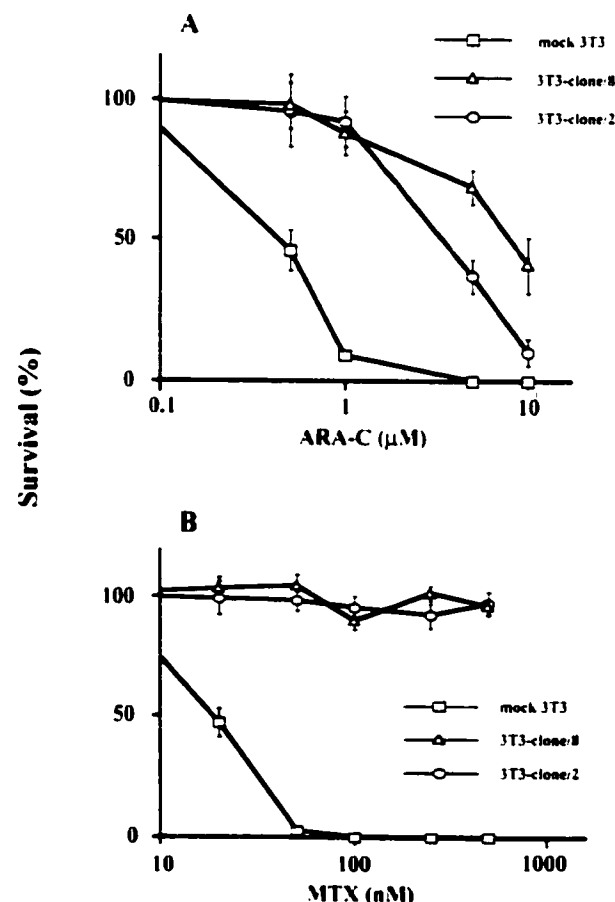 A
mock 3T3
3T3-clone/8
3T3-clone/2
100
50
0
0.1
1
10
ARA-C (μM)
Survival (%)
B
100
50
0
mock 3T3
3T3-clone/8
3T3-clone/2
10
100
1000
MTX (nM)